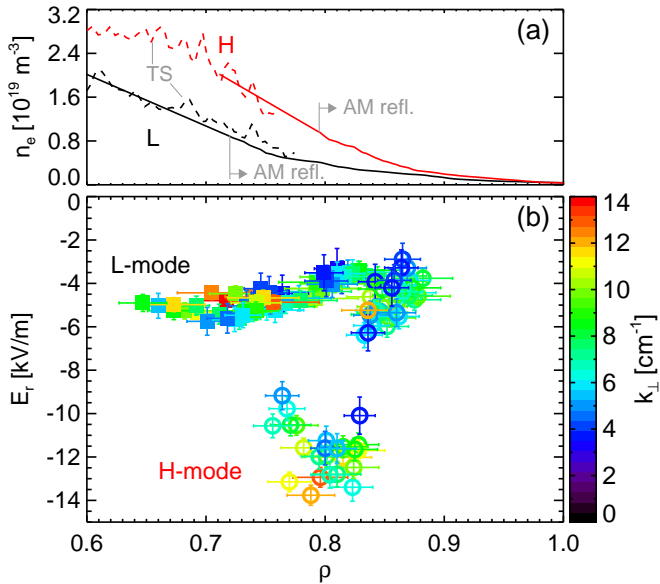 3.2
2.4
1.6
0.8
0.0
n_e [10^19 m^-3]
(a)
H
TS
L
AM refl.
AM refl.
0
-2
-4
-6
-8
-10
-12
-14
E_r [kV/m]
(b)
L-mode
H-mode
0.6 0.7 0.8 0.9 1.0
ρ
14
12
10
8
6
4
2
0
k_⊥ [cm^-1]